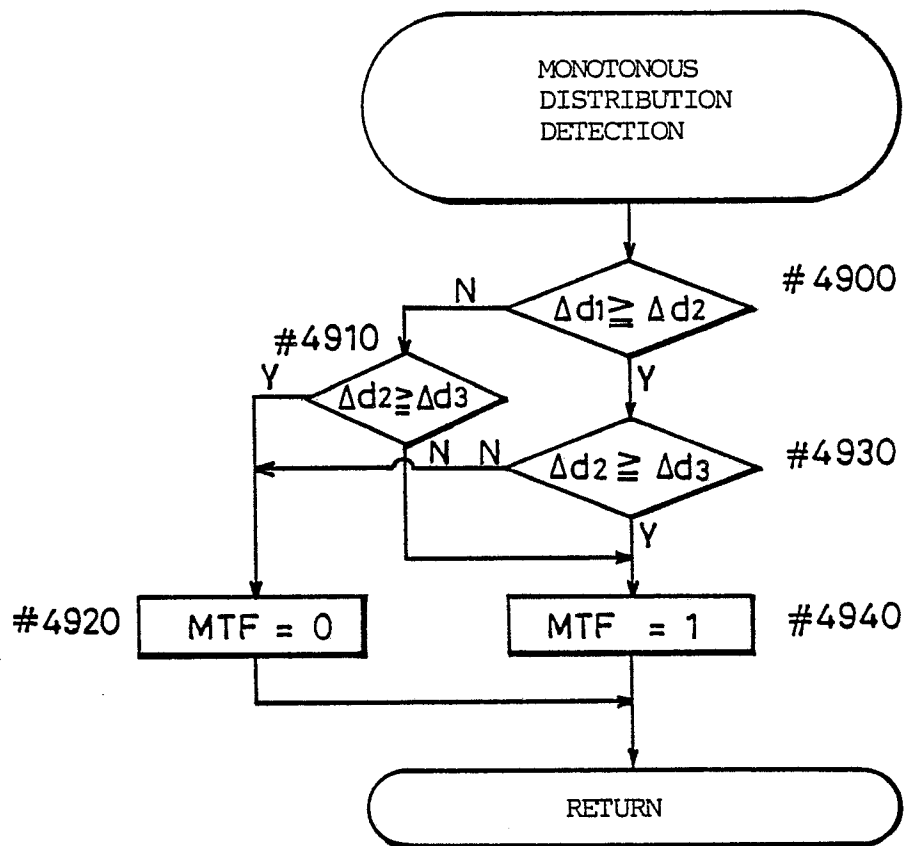 MONOTONOUS
DISTRIBUTION
DETECTION
#4900
N
Δd1≧Δd2
#4910
Y
Y
Δd2≧Δd3
N
N
Δd2≧Δd3
#4930
Y
#4920
MTF = 0
MTF = 1
#4940
RETURN